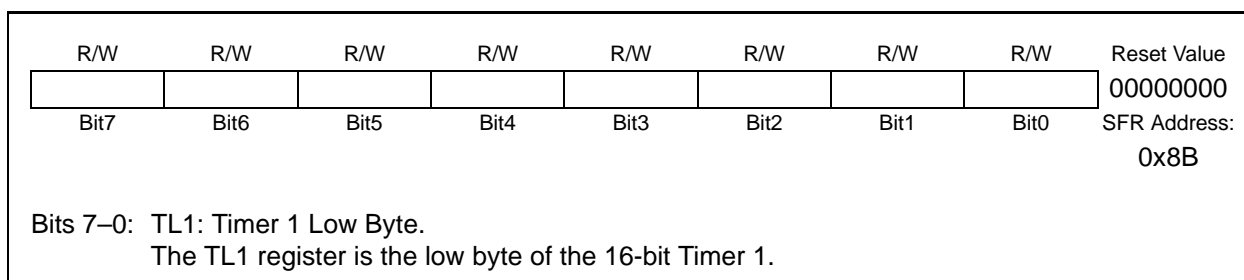 R/W R/W R/W R/W R/W R/W R/W R/W Reset Value
00000000
Bit7 Bit6 Bit5 Bit4 Bit3 Bit2 Bit1 Bit0 SFR Address:
0x8B
Bits 7–0: TL1: Timer 1 Low Byte.
The TL1 register is the low byte of the 16-bit Timer 1.